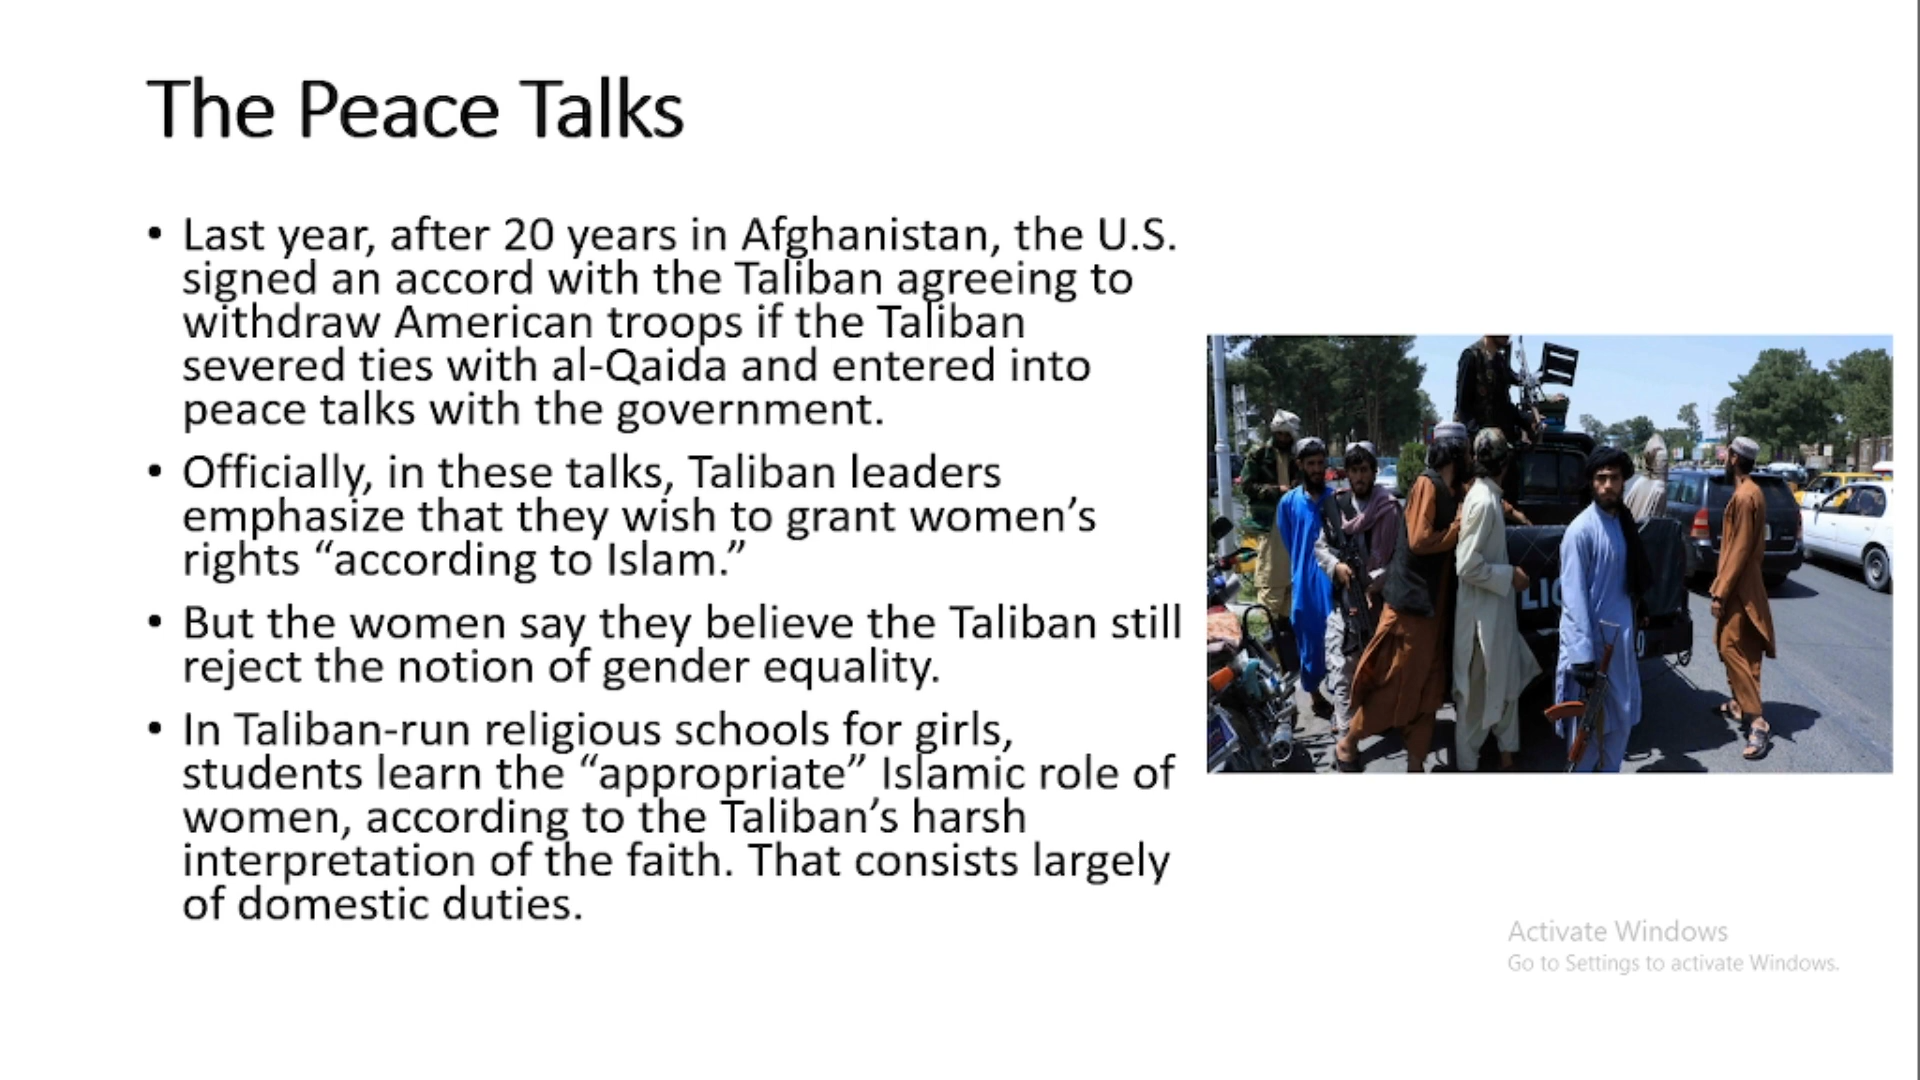 The Peace Talks
• Last year, after 20 years in Afghanistan, the U.S.
signed an accord with the Taliban agreeing to
withdraw American troops if the Taliban
severed ties with al-Qaida and entered into
peace talks with the government.
• Officially, in these talks, Taliban leaders
emphasize that they wish to grant women’s
rights “according to Islam.”
• But the women say they believe the Taliban still
reject the notion of gender equality.
• In Taliban-run religious schools for girls,
students learn the “appropriate” Islamic role of
women, according to the Taliban’s harsh
interpretation of the faith. That consists largely
of domestic duties.
LIC
0
Activate Windows
Go to Settings to activate Windows.